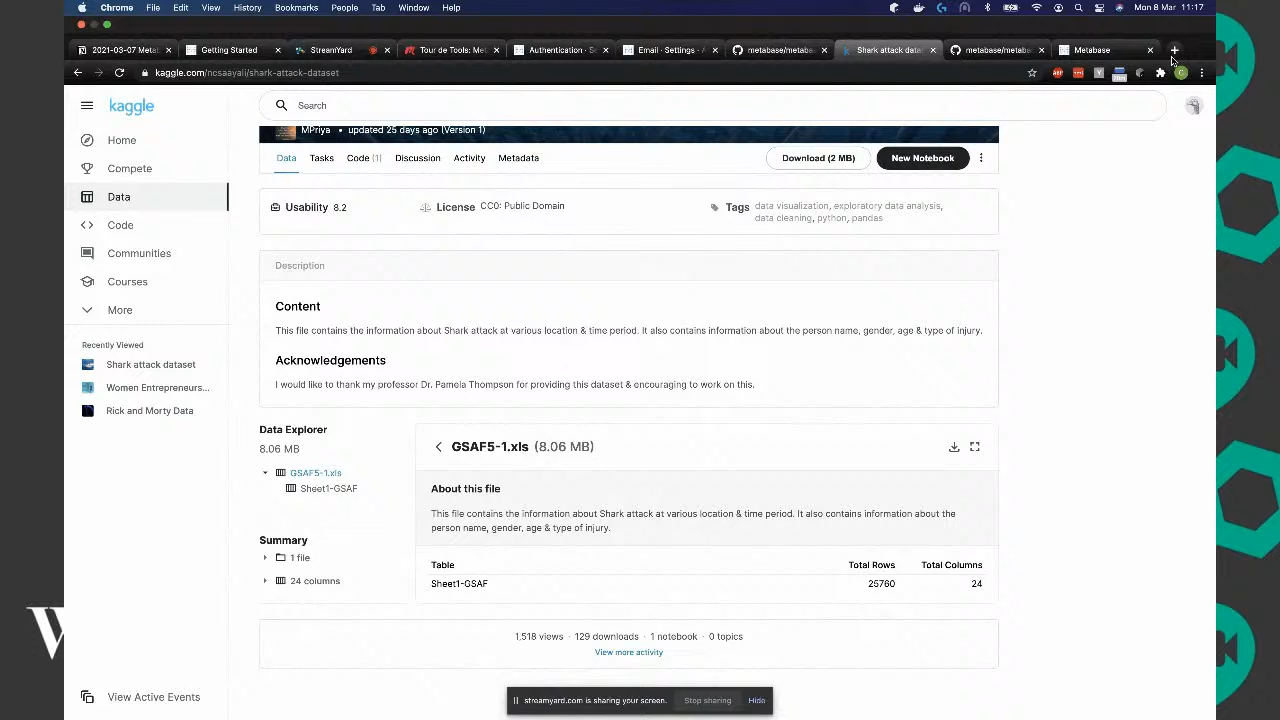 Chrome File Edit View History Bookmarks People Tab Window Help Mon 8 Mar 11:17
2021-03-07 Metab Getting Started StreamYard Tour de Tools: Met Authentication · Se Email · Settings · A metabase/metaba Shark attack data metabase/metaba Metabase
kaggle.com/ncsaayali/shark-attack-dataset
kaggle Search
MPriya • updated 25 days ago (Version 1)
Data Tasks Code (1) Discussion Activity Metadata Download (2 MB) New Notebook
Home
Compete
Data
Code
Communities
Courses
More
Recently Viewed
Shark attack dataset
Women Entrepreneurs...
Rick and Morty Data
View Active Events
Usability 8.2 License CC0: Public Domain Tags data visualization, exploratory data analysis,
data cleaning, python, pandas
Description
Content
This file contains the information about Shark attack at various location & time period. It also contains information about the person name, gender, age & type of injury.
Acknowledgements
I would like to thank my professor Dr. Pamela Thompson for providing this dataset & encouraging to work on this.
Data Explorer
8.06 MB
GSAF5-1.xls
Sheet1-GSAF
Summary
1 file
24 columns
GSAF5-1.xls (8.06 MB)
About this file
This file contains the information about Shark attack at various location & time period. It also contains information about the
person name, gender, age & type of injury.
Table Total Rows Total Columns
Sheet1-GSAF 25760 24
1,518 views · 129 downloads · 1 notebook · 0 topics
View more activity
streamyard.com is sharing your screen. Stop sharing Hide
W